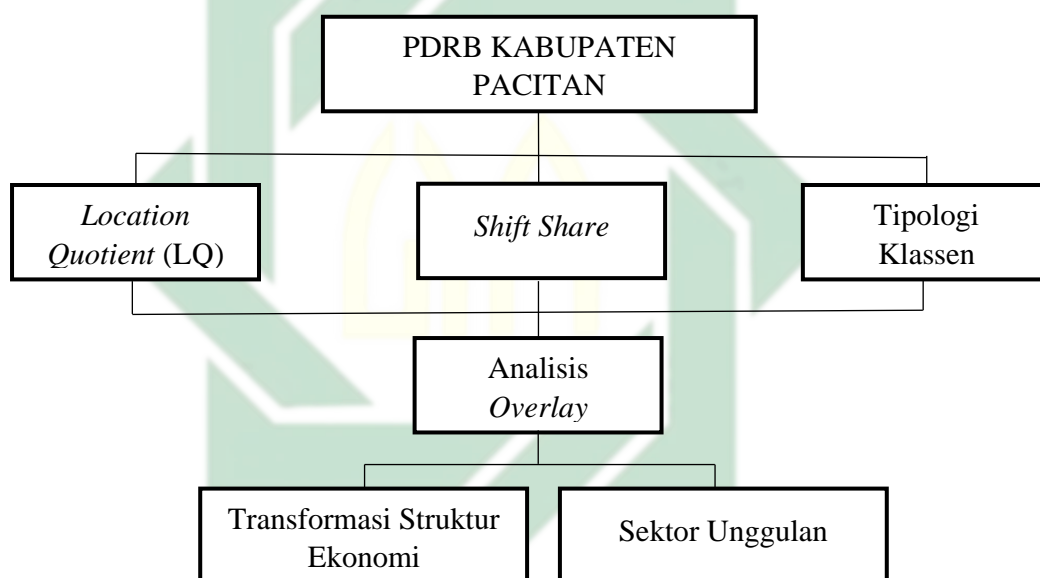 PDRB KABUPATEN
PACITAN
Location
Quotient (LQ)
Shift Share
Tipologi
Klassen
Analisis
Overlay
Transformasi Struktur
Ekonomi
Sektor Unggulan